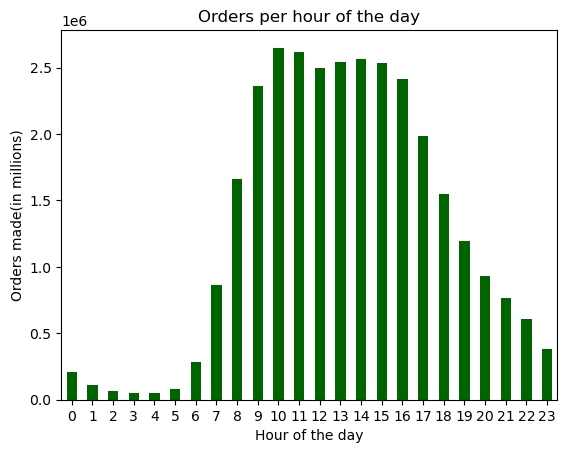 Orders per hour of the day
1e6
2.5
2.0
1.5
1.0
0.5
0.0
Orders made(in millions)
0 1 2 3 4 5 6 7 8 9 10 11 12 13 14 15 16 17 18 19 20 21 22 23
Hour of the day